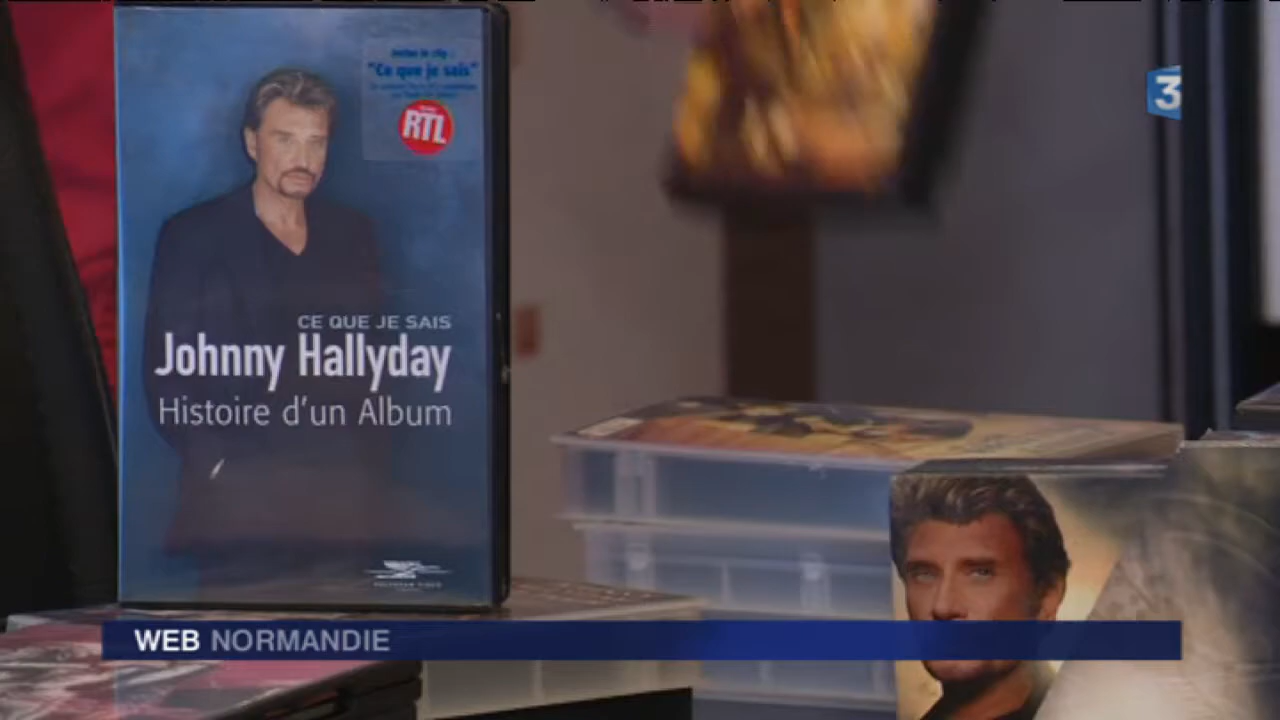 "Ce que je sais"
RTL
3
CE QUE JE SAIS
Johnny Hallyday
Histoire d'un Album
WEB NORMANDIE